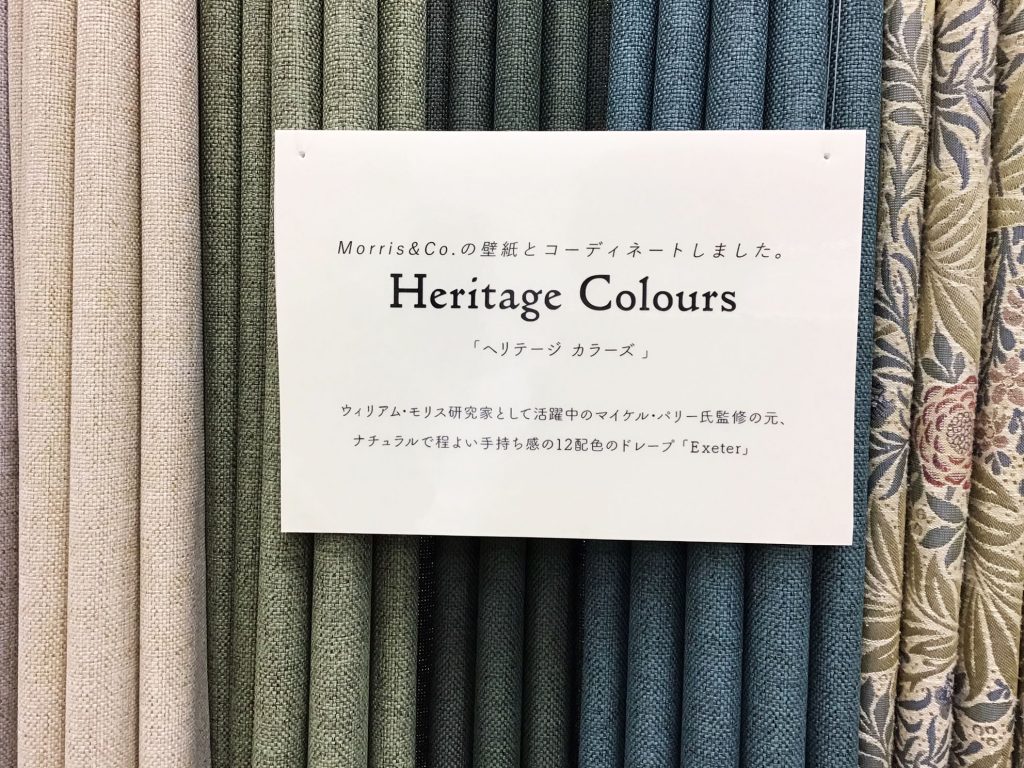 Morris&Co.の壁紙とコーディネートしました。
Heritage Colours
「ヘリテージ カラーズ 」
ウィリアム・モリス研究家として活躍中のマイケル・パリー氏監修の元、
ナチュラルで程よい手持ち感の12配色のドレープ「Exeter」